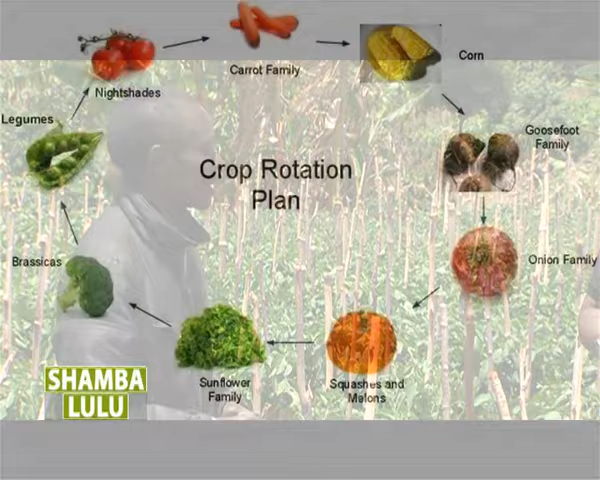 Carrot Family
Corn
Nightshades
Legumes
Goosefoot
Family
Crop Rotation
Plan
Brassicas
Onion Family
Sunflower
Family
Squashes and
Melons
SHAMBA
LULU